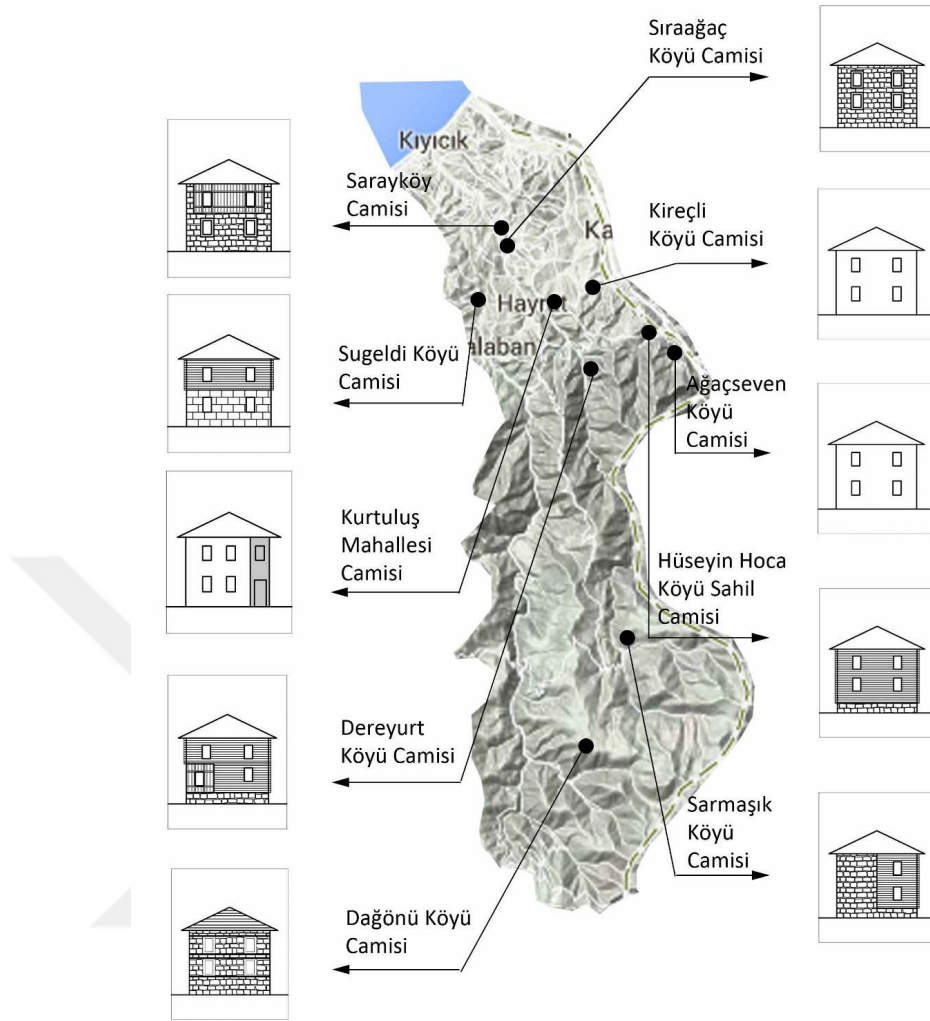 Sıraağaç
Köyü Camisi
Kıyıcık
Sarayköy
Camisi
Kireçli
Köyü Camisi
Ka
Hayrat
alaban
Sugeldi Köyü
Camisi
Ağaçseven
Köyü
Camisi
Kurtuluş
Mahallesi
Camisi
Hüseyin Hoca
Köyü Sahil
Camisi
Dereyurt
Köyü Camisi
Sarmaşık
Köyü
Camisi
Dağönü Köyü
Camisi